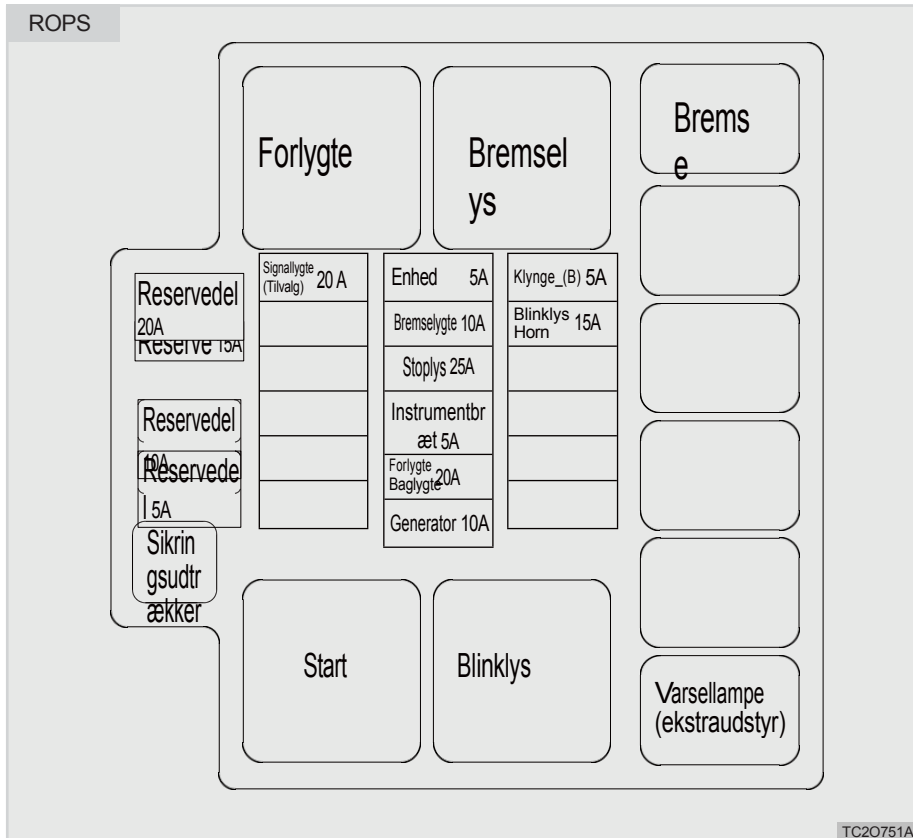 ROPS
Forlygte
Bremsel
ys
Brems
e
Reservedel
20A
Reserve 15A
Reservedel
10A
Reservede
l 5A
Sikrin
gsudtr
ækker
Signallygte
(Tilvalg) 20 A
Enhed 5A
Bremselygte 10A
Stoplys 25A
Instrumentbr
æt 5A
Forlygte
Baglygte 20A
Generator 10A
Klynge_(B) 5A
Blinklys
Horn 15A
Start
Blinklys
Varsellampe
(ekstraudstyr)
TC2O751A